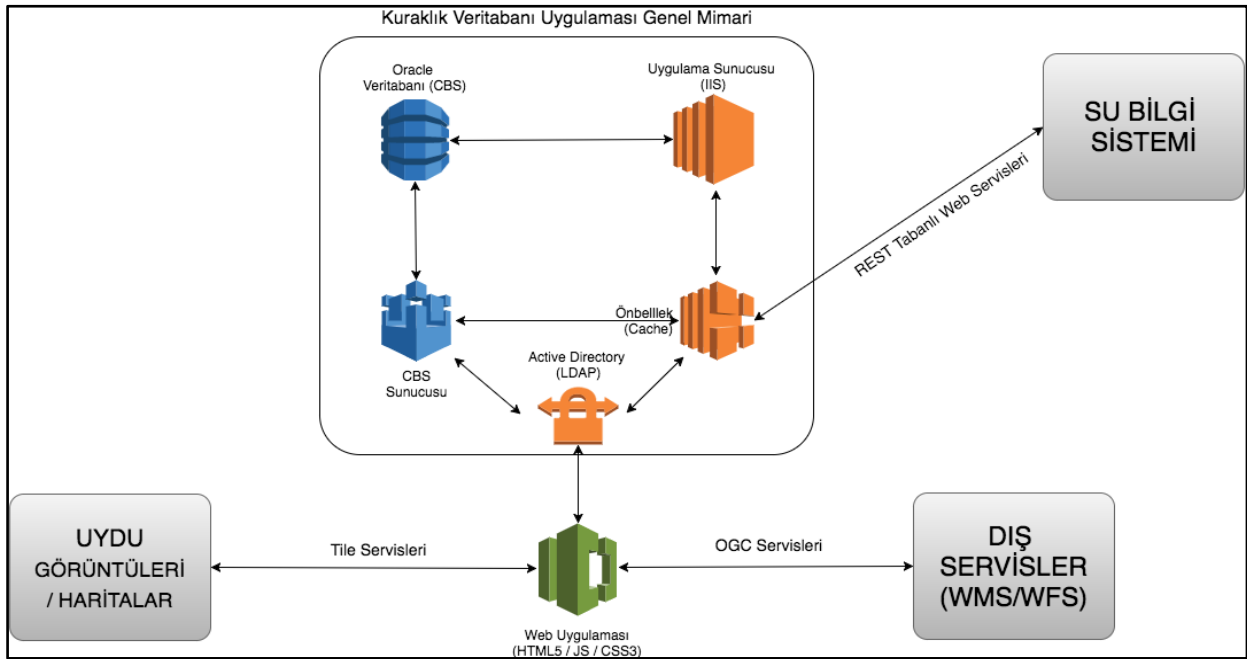 Kuraklık Veritabanı Uygulaması Genel Mimari
Oracle
Veritabanı (CBS)
Uygulama Sunucusu
(IIS)
SU BİLGİ
SİSTEMİ
REST Tabanlı Web Servisleri
Önbelllek
(Cache)
CBS
Sunucusu
Active Directory
(LDAP)
UYDU
GÖRÜNTÜLERİ
/ HARİTALAR
Tile Servisleri
OGC Servisleri
DIŞ
SERVİSLER
(WMS/WFS)
Web Uygulaması
(HTML5 / JS / CSS3)